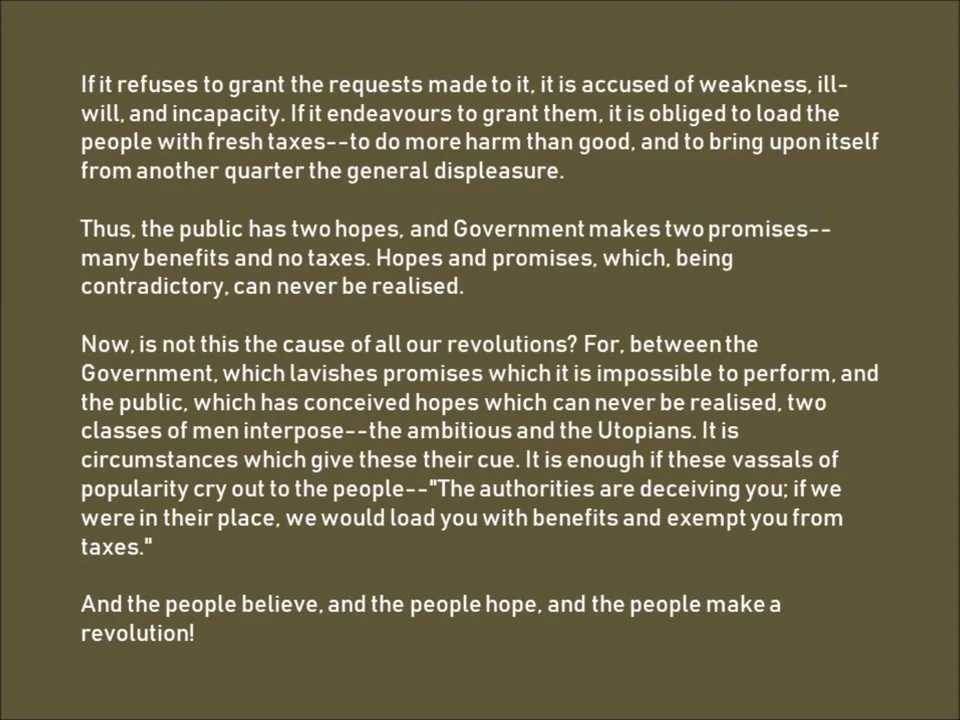 If it refuses to grant the requests made to it, it is accused of weakness, ill-
will, and incapacity. If it endeavours to grant them, it is obliged to load the
people with fresh taxes--to do more harm than good, and to bring upon itself
from another quarter the general displeasure.
Thus, the public has two hopes, and Government makes two promises--
many benefits and no taxes. Hopes and promises, which, being
contradictory, can never be realised.
Now, is not this the cause of all our revolutions? For, between the
Government, which lavishes promises which it is impossible to perform, and
the public, which has conceived hopes which can never be realised, two
classes of men interpose--the ambitious and the Utopians. It is
circumstances which give these their cue. It is enough if these vassals of
popularity cry out to the people--"The authorities are deceiving you; if we
were in their place, we would load you with benefits and exempt you from
taxes."
And the people believe, and the people hope, and the people make a
revolution!